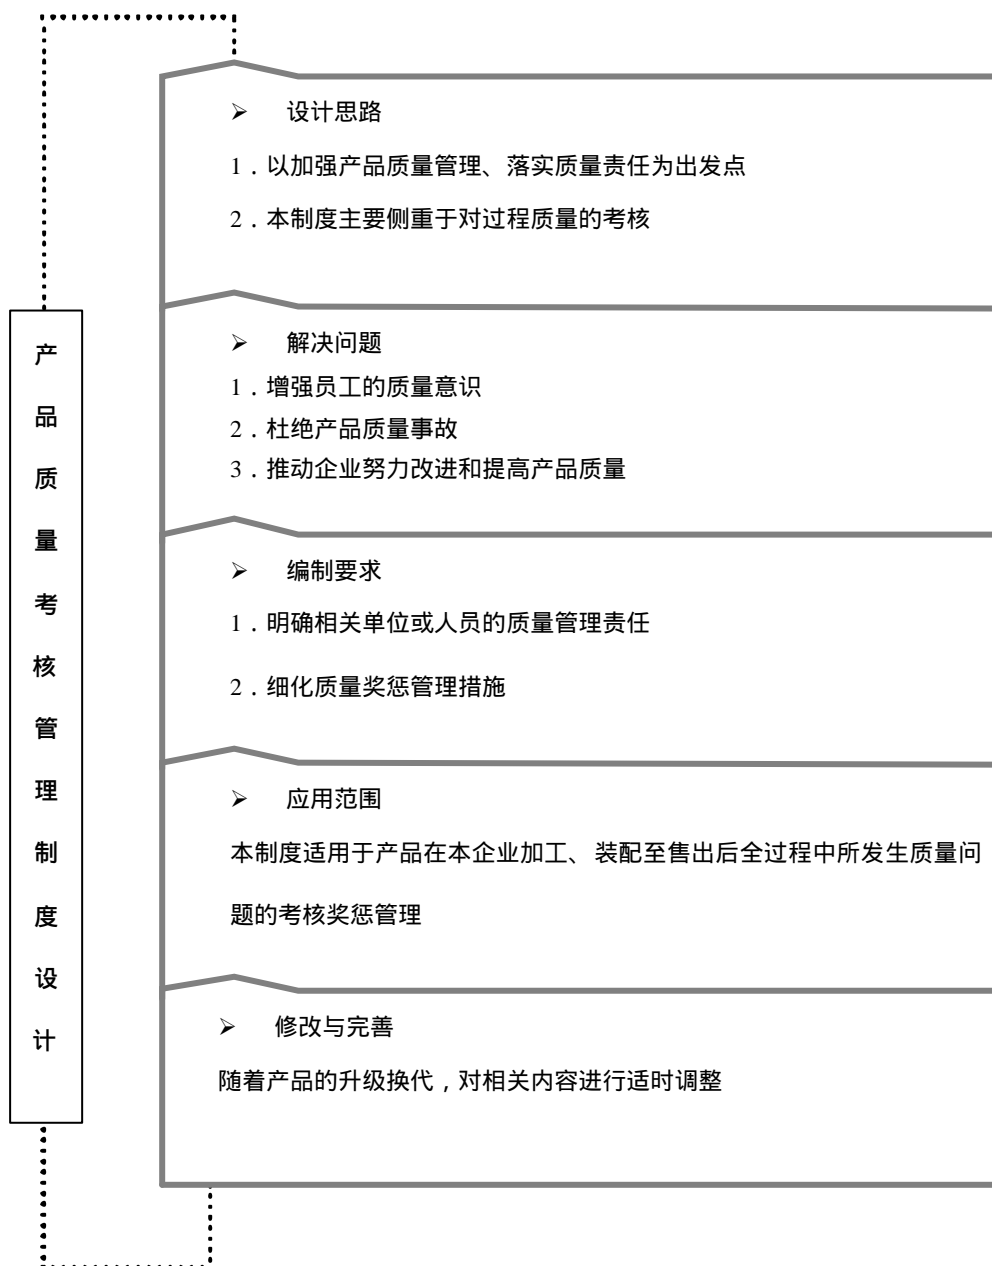 产品质量考核管理制度设计
➢ 设计思路
1．以加强产品质量管理、落实质量责任为出发点
2．本制度主要侧重于对过程质量的考核
➢ 解决问题
1．增强员工的质量意识
2．杜绝产品质量事故
3．推动企业努力改进和提高产品质量
➢ 编制要求
1．明确相关单位或人员的质量管理责任
2．细化质量奖惩管理措施
➢ 应用范围
本制度适用于产品在本企业加工、装配至售出后全过程中所发生质量问
题的考核奖惩管理
➢ 修改与完善
随着产品的升级换代，对相关内容进行适时调整